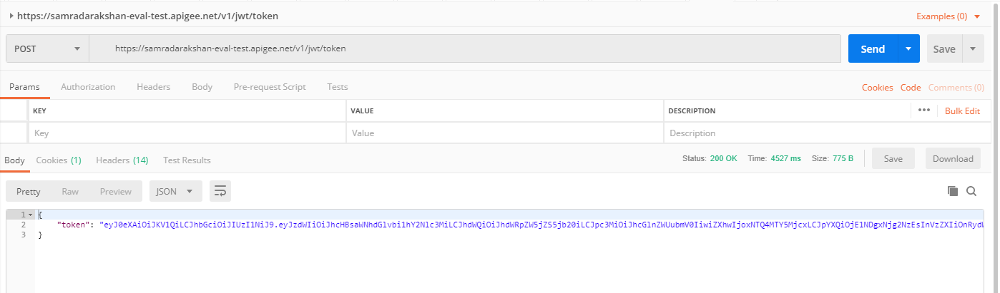 https://samradarakshan-eval-test.apigee.net/v1/jwt/token Examples (0)
POST https://samradarakshan-eval-test.apigee.net/v1/jwt/token Send Save
Params Authorization Headers Body Pre-request Script Tests Cookies Code Comments (0)
KEY VALUE DESCRIPTION ••• Bulk Edit
Key Value Description
Body Cookies (1) Headers (14) Test Results Status: 200 OK Time: 4527 ms Size: 775 B Save Download
Pretty Raw Preview JSON
1 {
2 "token": "eyJ0eXAiOiJKV1QiLCJhbGciOiJIUzI1NiJ9.eyJzdWIiOiJhcHBsaWNhdGlvbi1hY2Nlc3MiLCJhdWQiOiJhdWRpZW5jZS5jb20iLCJpc3MiOiJhcGlnZWUubmV0IiwiZXhwIjoxNTQ4MTY5MjcxLCJpYXQiOjE1NDgxNjg2NzEsInVzZXIiOnRydW
3 }